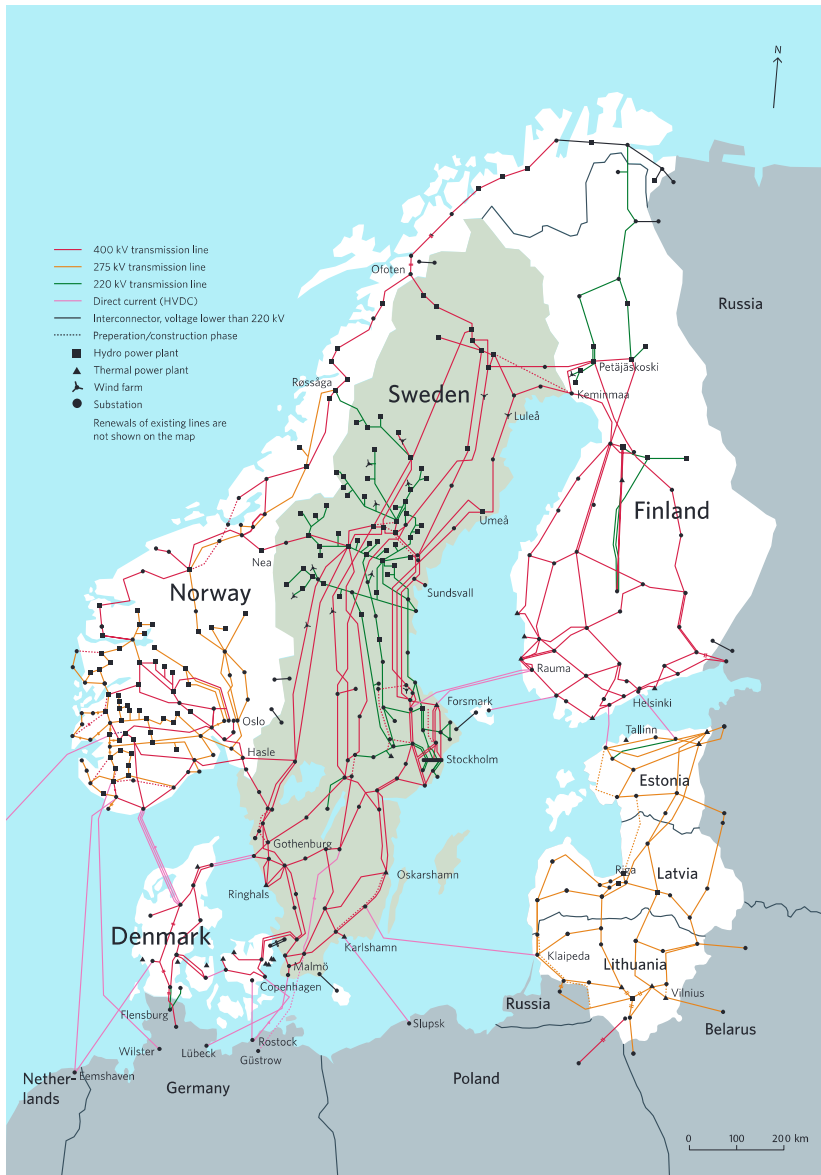 N
400 kV transmission line
275 kV transmission line
220 kV transmission line
Direct current (HVDC)
Interconnector, voltage lower than 220 kV
Preperation/construction phase
Hydro power plant
Thermal power plant
Wind farm
Substation
Renewals of existing lines are
not shown on the map
Ofoten
Russia
Røssåga
Petäjäskoski
Sweden
Keminmaa
Luleå
Finland
Umeå
Nea
Norway
Sundsvall
Rauma
Forsmark
Helsinki
Oslo
Tallinn
Hasle
Stockholm
Estonia
Gothenburg
Riga
Oskarshamn
Latvia
Ringhals
Denmark
Karlshamn
Klaipeda
Lithuania
Malmö
Copenhagen
Vilnius
Russia
Flensburg
Slupsk
Belarus
Wilster
Lübeck
Rostock
Güstrow
Nether-
lands
Eemshaven
Germany
Poland
0 100 200 km